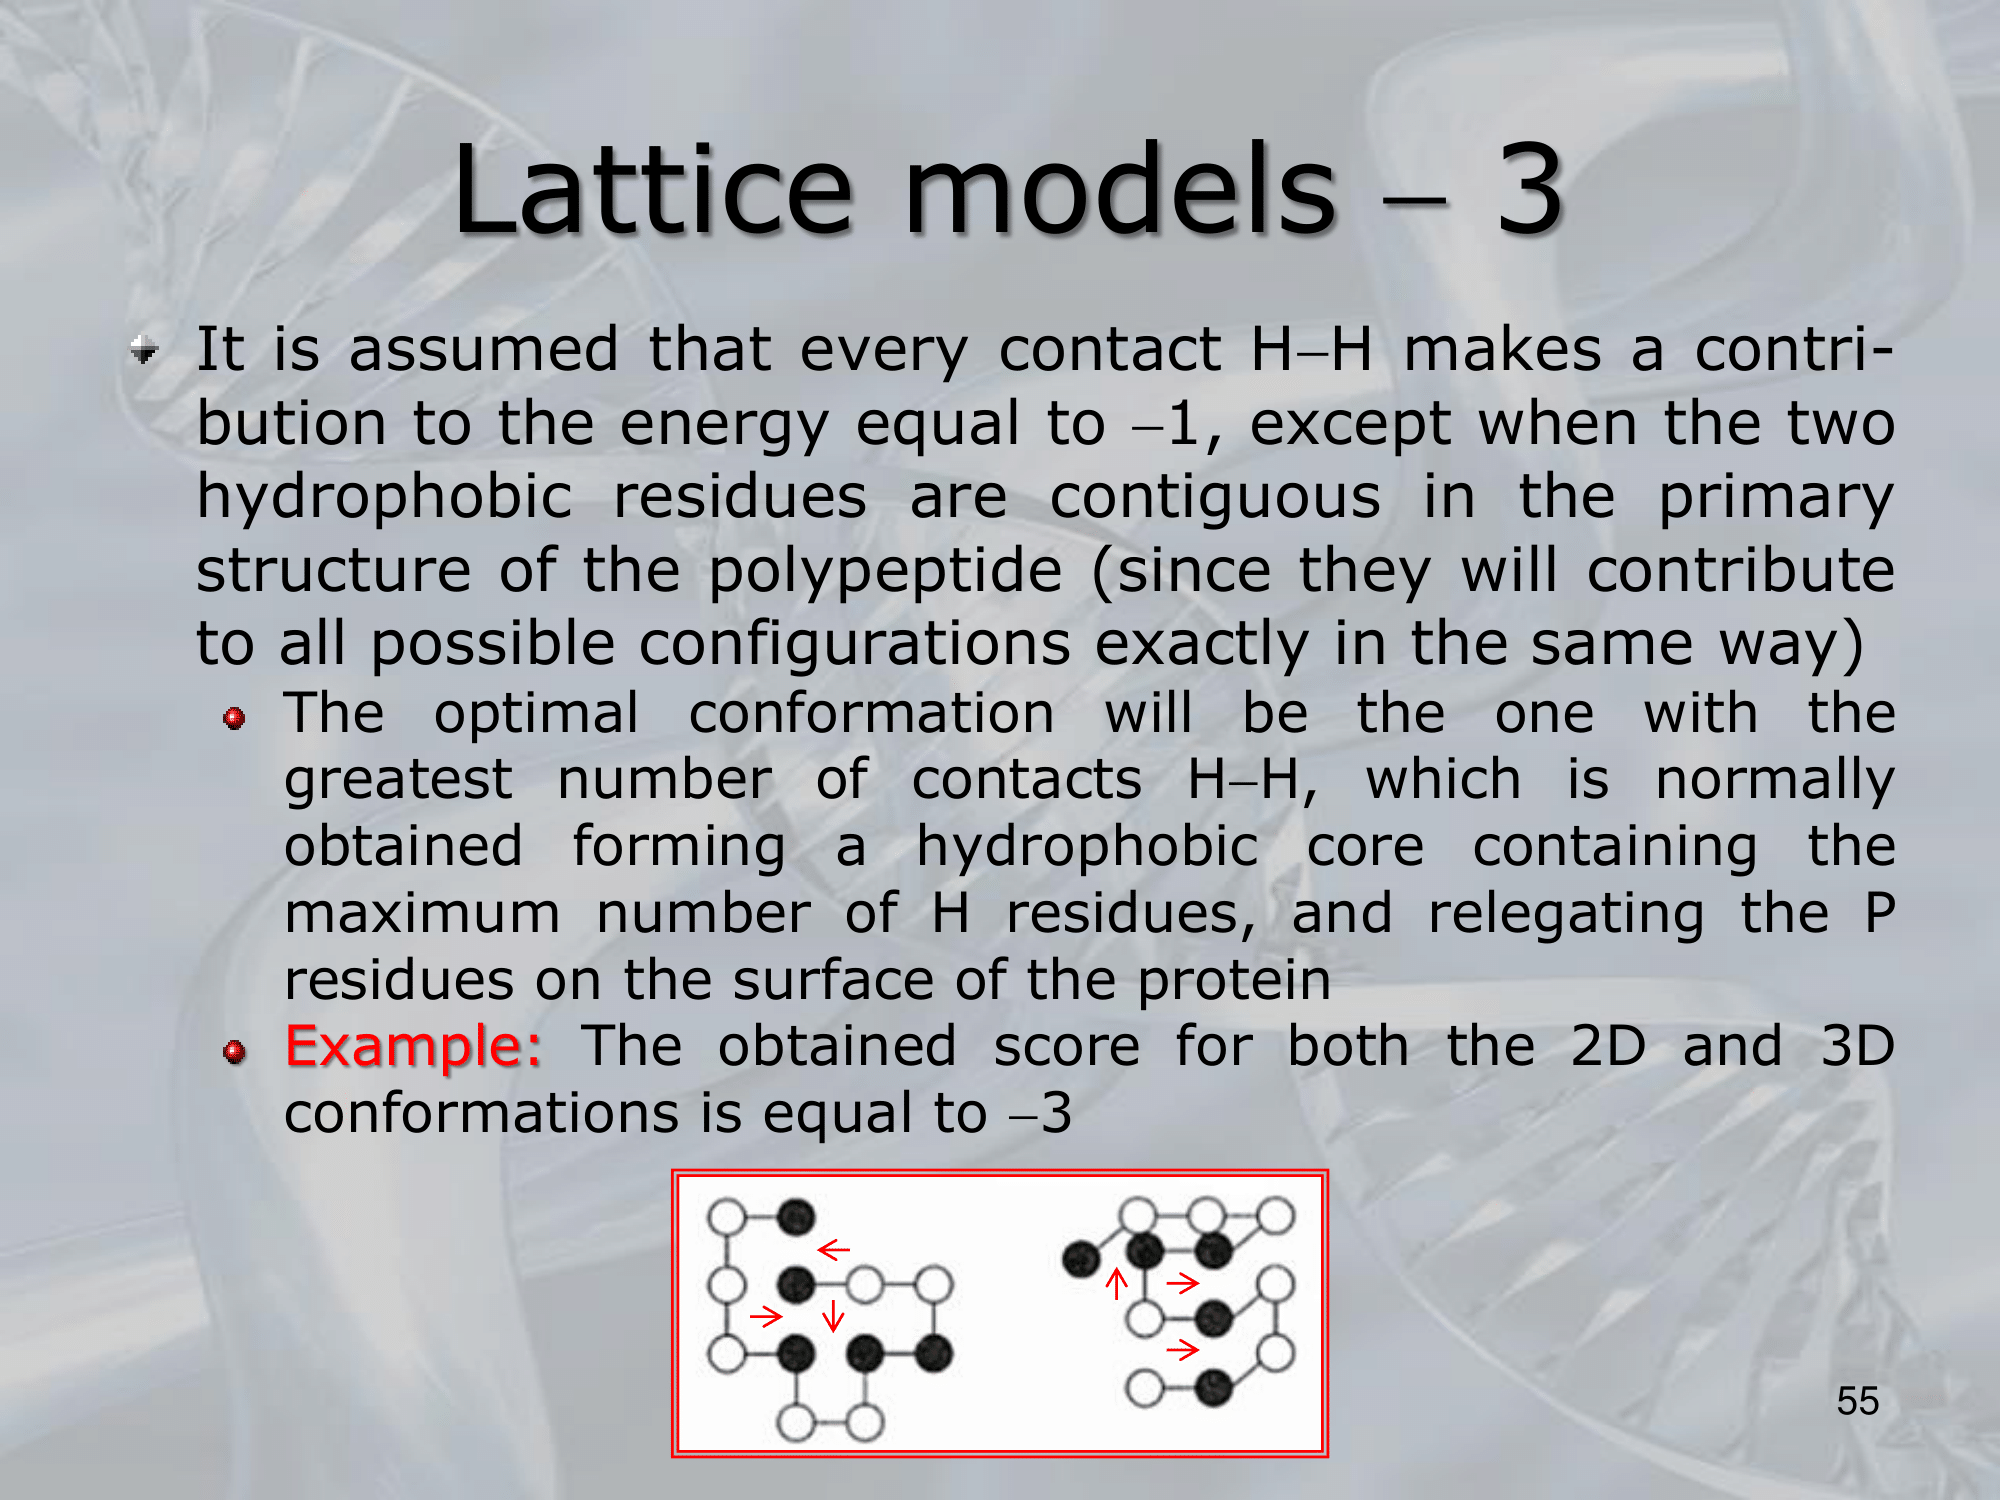 Lattice models – 3
It is assumed that every contact H–H makes a contri-
bution to the energy equal to –1, except when the two
hydrophobic residues are contiguous in the primary
structure of the polypeptide (since they will contribute
to all possible configurations exactly in the same way)
The optimal conformation will be the one with the
greatest number of contacts H–H, which is normally
obtained forming a hydrophobic core containing the
maximum number of H residues, and relegating the P
residues on the surface of the protein
Example: The obtained score for both the 2D and 3D
conformations is equal to –3
55